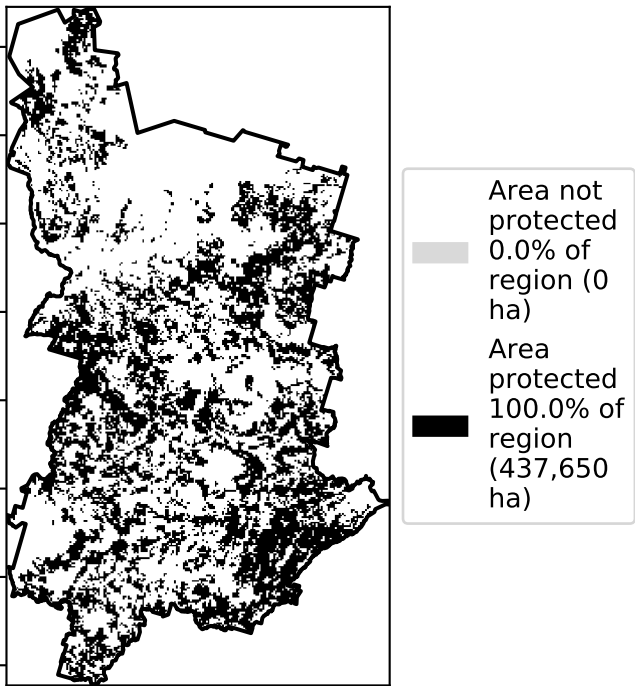 Area not
protected
0.0% of
region (0
ha)
Area
protected
100.0% of
region
(437,650
ha)